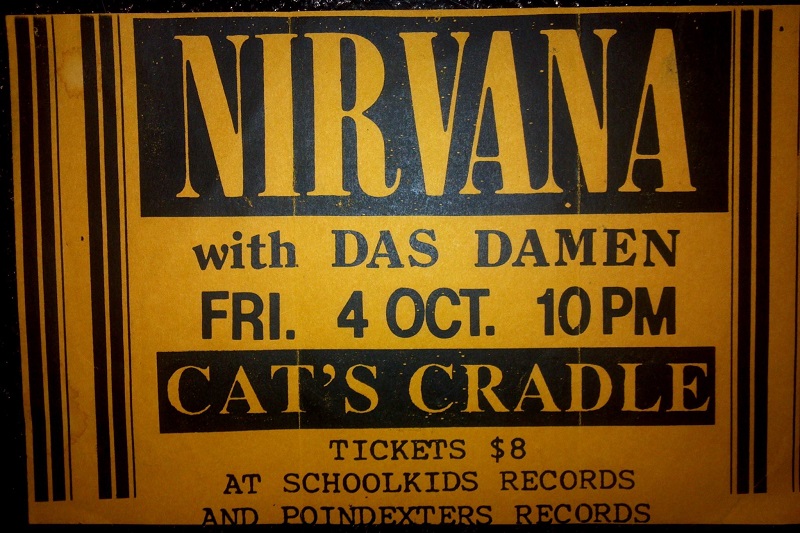 NIRVANA
with DAS DAMEN
FRI. 4 OCT. 10 PM
CAT'S CRADLE
TICKETS $8
AT SCHOOLKIDS RECORDS
AND POINDEXTERS RECORDS